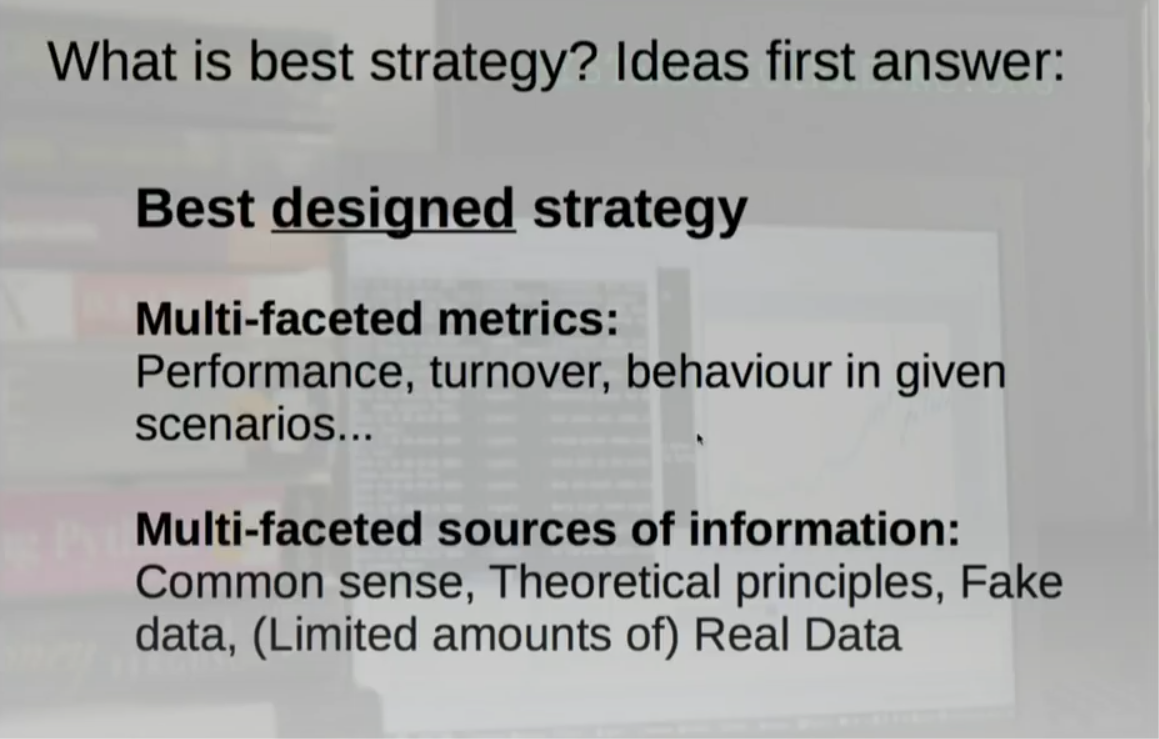 What is best strategy? Ideas first answer:
Best designed strategy
Multi-faceted metrics:
Performance, turnover, behaviour in given
scenarios...
Multi-faceted sources of information:
Common sense, Theoretical principles, Fake
data, (Limited amounts of) Real Data